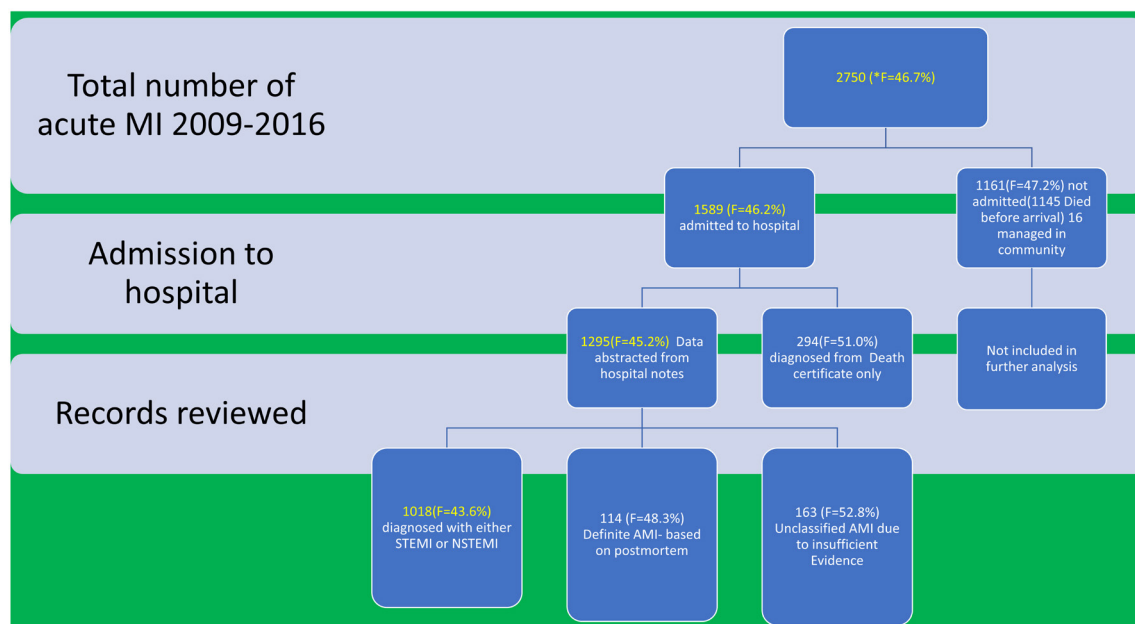 Total number of
acute MI 2009-2016
2750 (*F=46.7%)
1589 (F=46.2%)
admitted to hospital
1161(F=47.2%) not
admitted(1145 Died
before arrival) 16
managed in
community
Admission to
hospital
1295(F=45.2%) Data
abstracted from
hospital notes
294(F=51.0%)
diagnosed from Death
certificate only
Not included in
further analysis
Records reviewed
1018(F=43.6%)
diagnosed with either
STEMI or NSTEMI
114 (F=48.3%)
Definite AMI- based
on postmortem
163 (F=52.8%)
Unclassified AMI due
to insufficient
Evidence